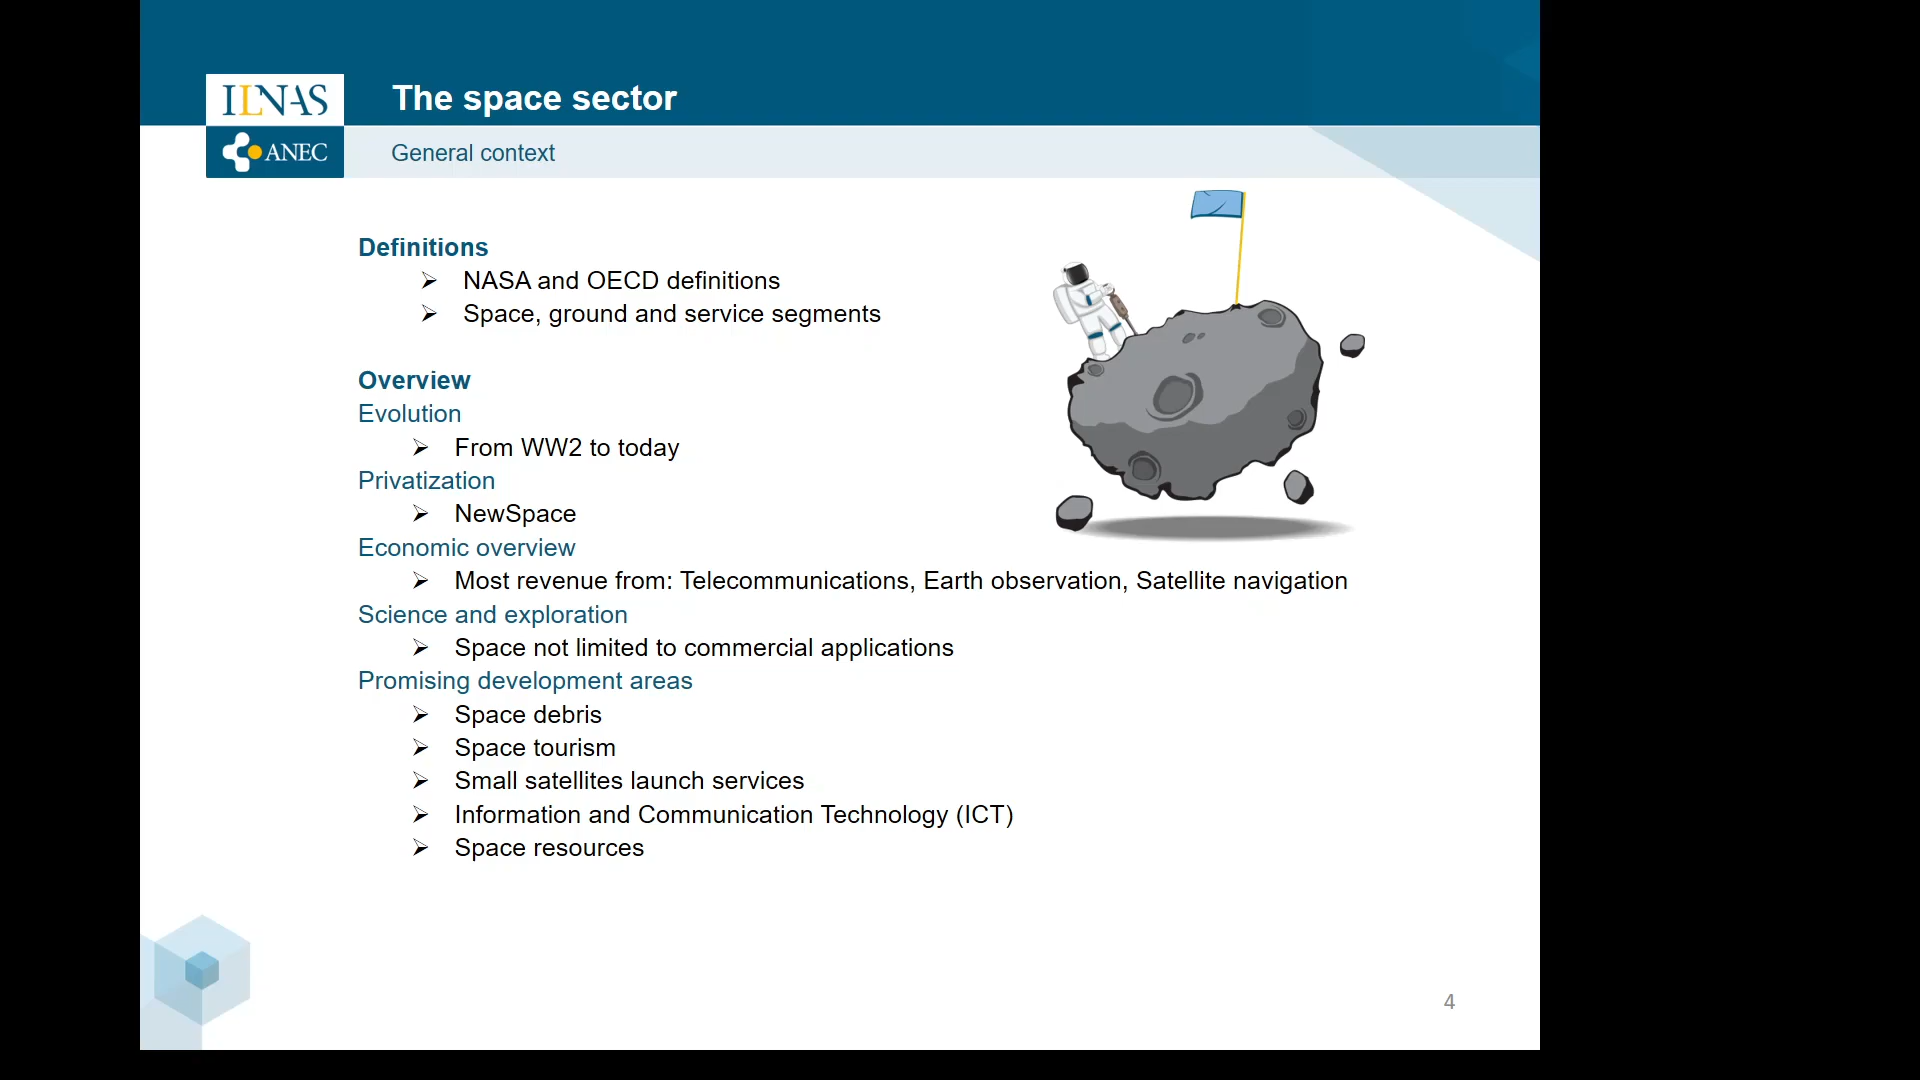 ILNAS
ANEC
The space sector
General context
Definitions
➢ NASA and OECD definitions
➢ Space, ground and service segments
Overview
Evolution
➢ From WW2 to today
Privatization
➢ NewSpace
Economic overview
➢ Most revenue from: Telecommunications, Earth observation, Satellite navigation
Science and exploration
➢ Space not limited to commercial applications
Promising development areas
➢ Space debris
➢ Space tourism
➢ Small satellites launch services
➢ Information and Communication Technology (ICT)
➢ Space resources
4